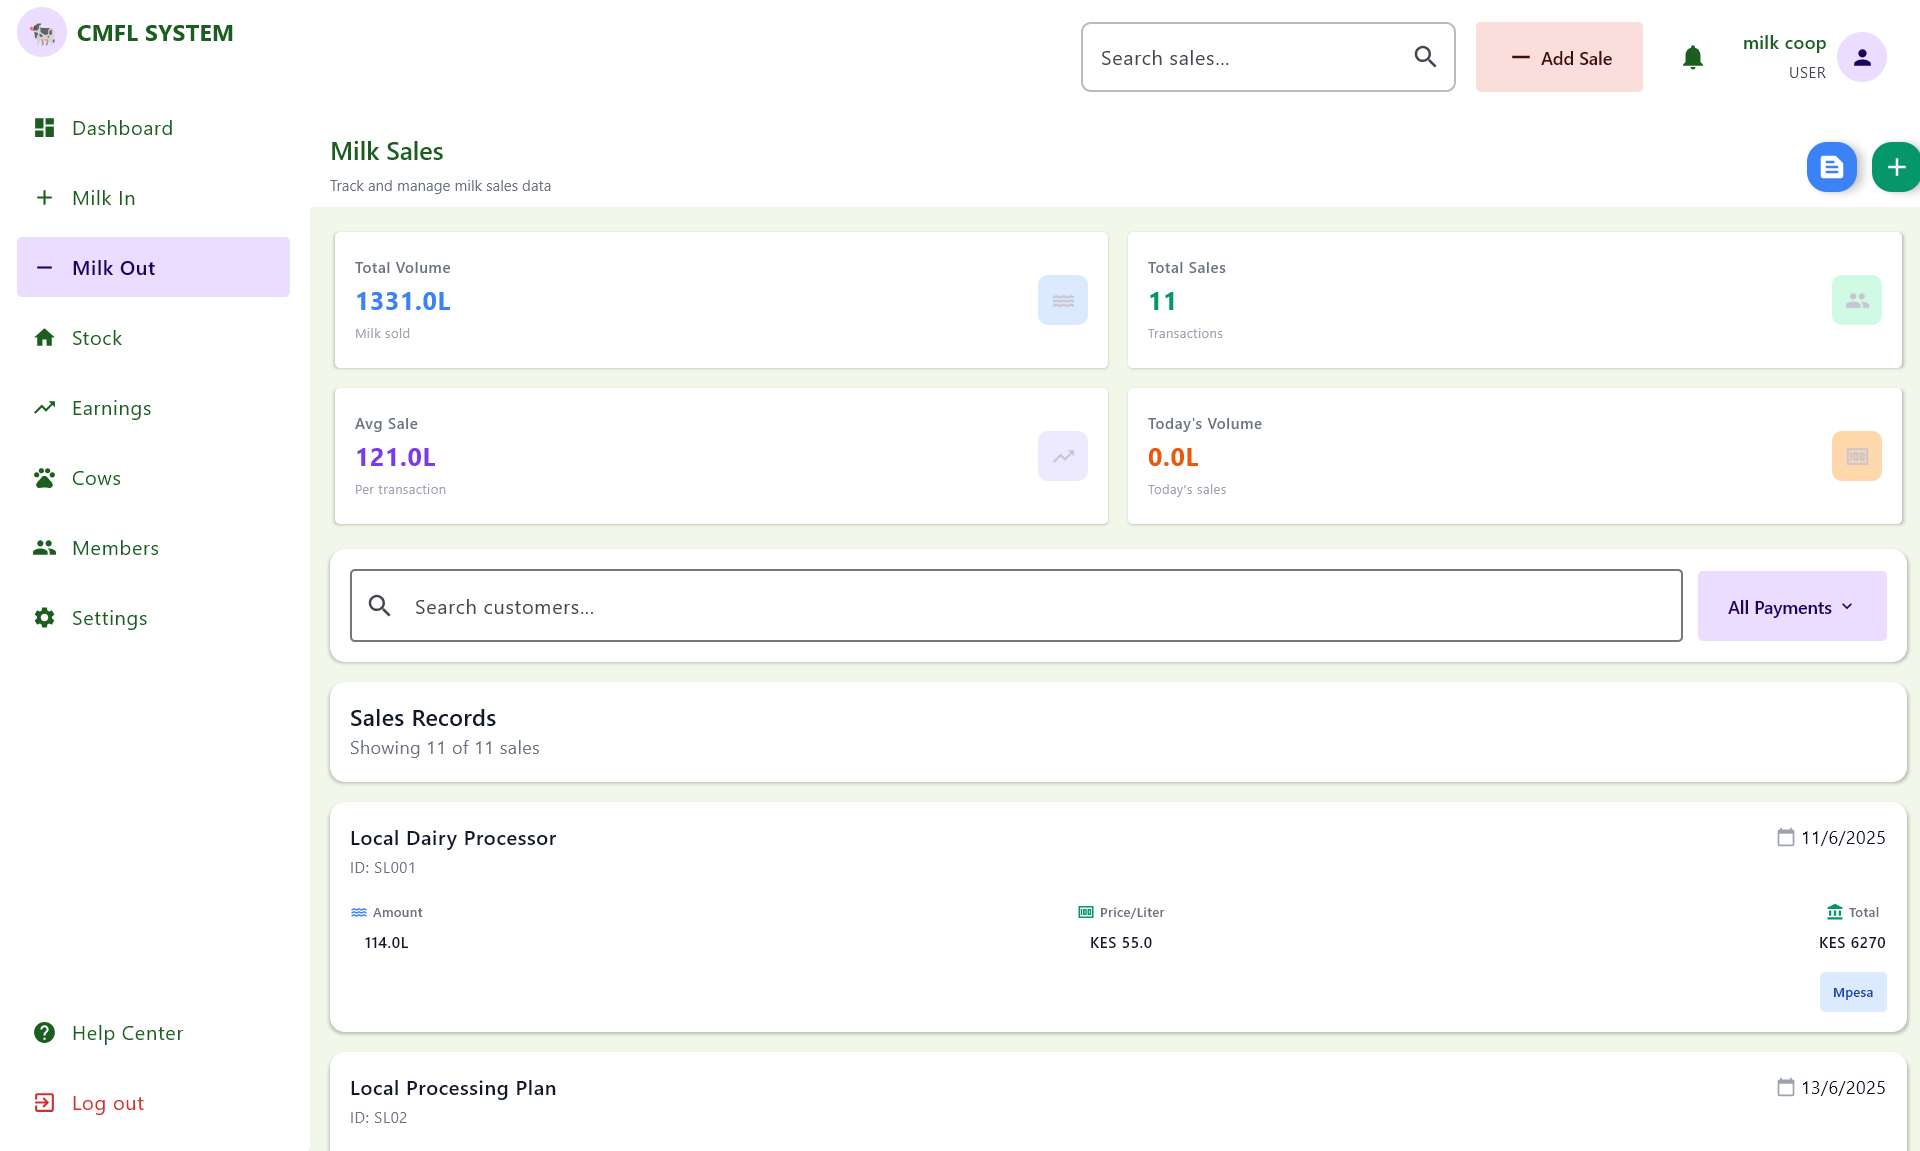 CMFL SYSTEM
Search sales...
Add Sale
milk coop
USER
Dashboard
Milk In
Milk Out
Stock
Earnings
Cows
Members
Settings
Help Center
Log out
Milk Sales
Track and manage milk sales data
Total Volume
1331.0L
Milk sold
Total Sales
11
Transactions
Avg Sale
121.0L
Per transaction
Today's Volume
0.0L
Today's sales
Search customers...
All Payments
Sales Records
Showing 11 of 11 sales
Local Dairy Processor
11/6/2025
ID: SL001
Amount
114.0L
Price/Liter
KES 55.0
Total
KES 6270
Mpesa
Local Processing Plan
13/6/2025
ID: SL02